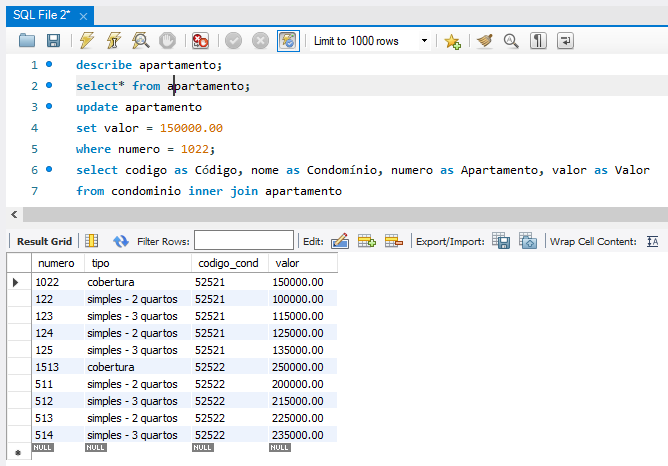 SQL File 2*
Limit to 1000 rows
1 describe apartamento;
2 select* from apartamento;
3 update apartamento
4 set valor = 150000.00
5 where numero = 1022;
6 select codigo as Código, nome as Condomínio, numero as Apartamento, valor as Valor
7 from condominio inner join apartamento
Result Grid Filter Rows: Edit: Export/Import: Wrap Cell Content:
numero tipo codigo_cond valor
1022 cobertura 52521 150000.00
122 simples - 2 quartos 52521 100000.00
123 simples - 3 quartos 52521 115000.00
124 simples - 2 quartos 52521 125000.00
125 simples - 3 quartos 52521 135000.00
1513 cobertura 52522 250000.00
511 simples - 2 quartos 52522 200000.00
512 simples - 3 quartos 52522 215000.00
513 simples - 2 quartos 52522 225000.00
514 simples - 3 quartos 52522 235000.00
NULL NULL NULL NULL